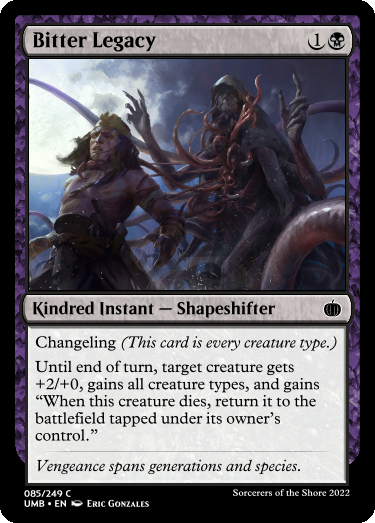 Bitter Legacy 1
Kindred Instant — Shapeshifter
Changeling (This card is every creature type.)
Until end of turn, target creature gets
+2/+0, gains all creature types, and gains
“When this creature dies, return it to the
battlefield tapped under its owner’s
control.”
Vengeance spans generations and species.
085/249 C
UMB • EN Eric Gonzales
Sorcerers of the Shore 2022